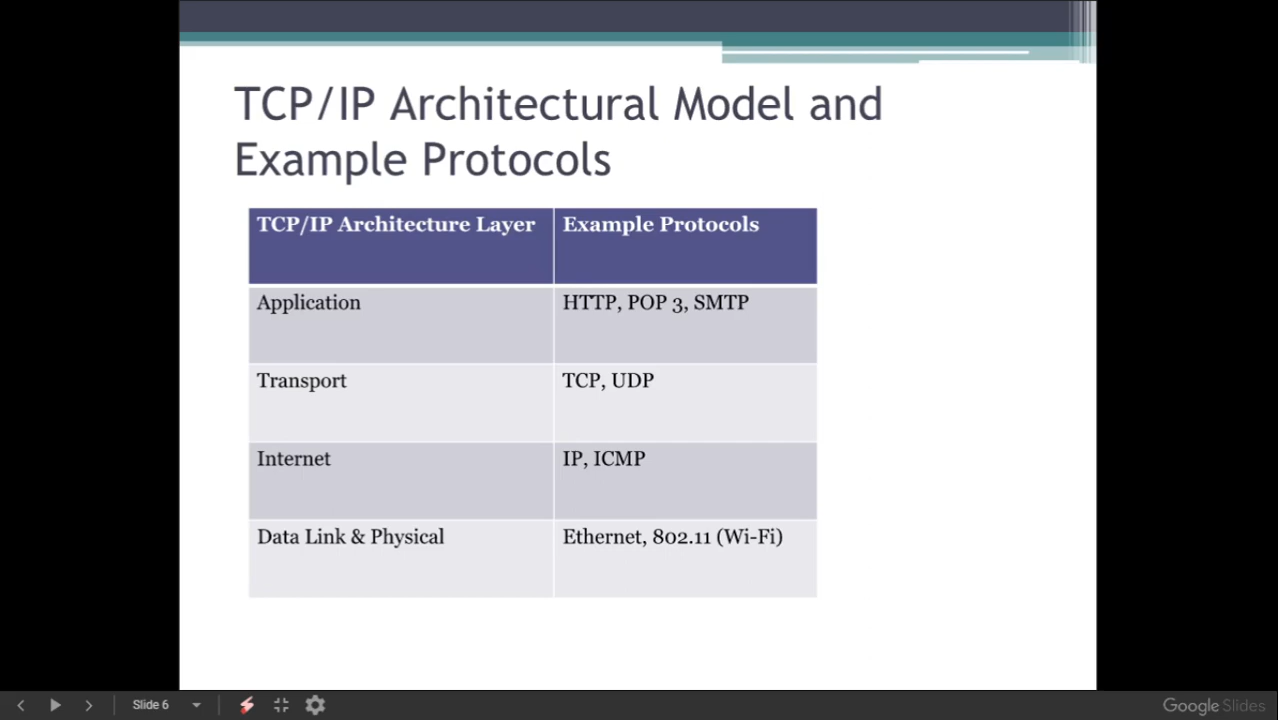 TCP/IP Architectural Model and
Example Protocols
TCP/IP Architecture Layer
Example Protocols
Application
HTTP, POP 3, SMTP
Transport
TCP, UDP
Internet
IP, ICMP
Data Link & Physical
Ethernet, 802.11 (Wi-Fi)
Slide 6
Google Slides